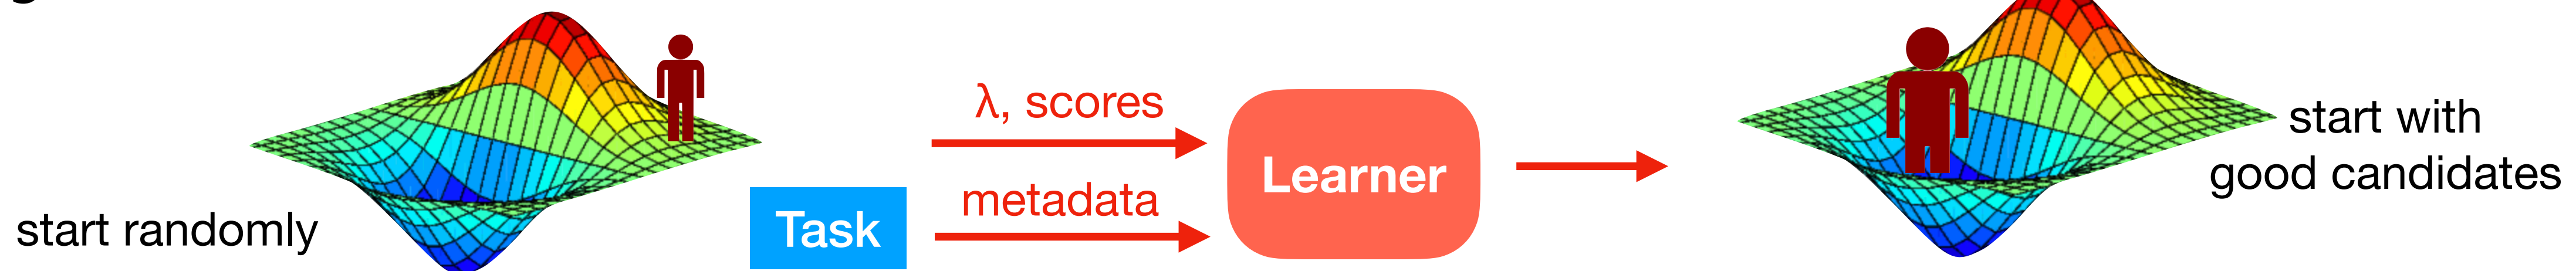 start randomly
Task
λ, scores
metadata
Learner
start with
good candidates